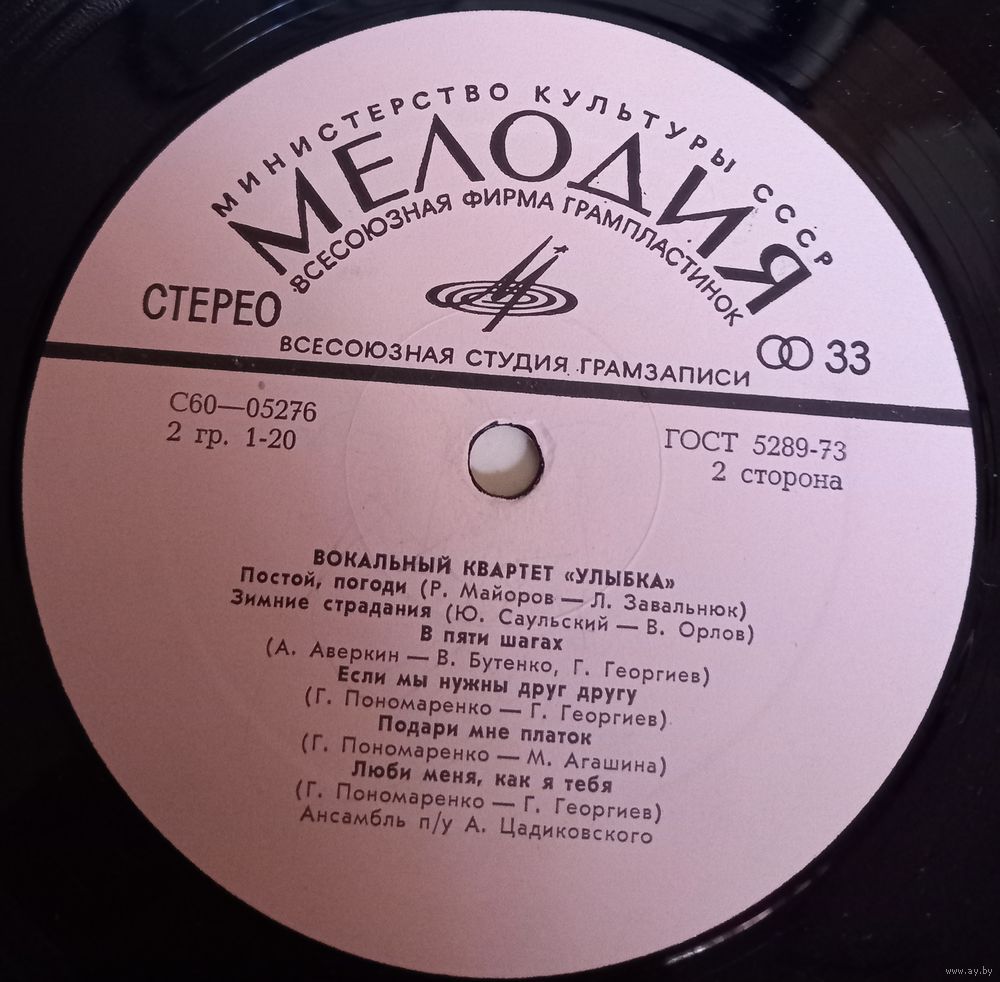 МИНИСТЕРСТВО КУЛЬТУРЫ СССР
МЕЛОДИЯ
ВСЕСОЮЗНАЯ ФИРМА ГРАМПЛАСТИНОК
СТЕРЕО
33
ВСЕСОЮЗНАЯ СТУДИЯ ГРАМЗАПИСИ
С60—05276
2 гр. 1-20
ГОСТ 5289-73
2 сторона
ВОКАЛЬНЫЙ КВАРТЕТ «УЛЫБКА»
Постой, погоди (Р. Майоров — Л. Завальнюк)
Зимние страдания (Ю. Саульский — В. Орлов)
В пяти шагах
(А. Аверкин — В. Бутенко, Г. Георгиев)
Если мы нужны друг другу
(Г. Пономаренко — Г. Георгиев)
Подари мне платок
(Г. Пономаренко — М. Агашина)
Люби меня, как я тебя
(Г. Пономаренко — Г. Георгиев)
Ансамбль п/у А. Цадиковского
www.ay.by